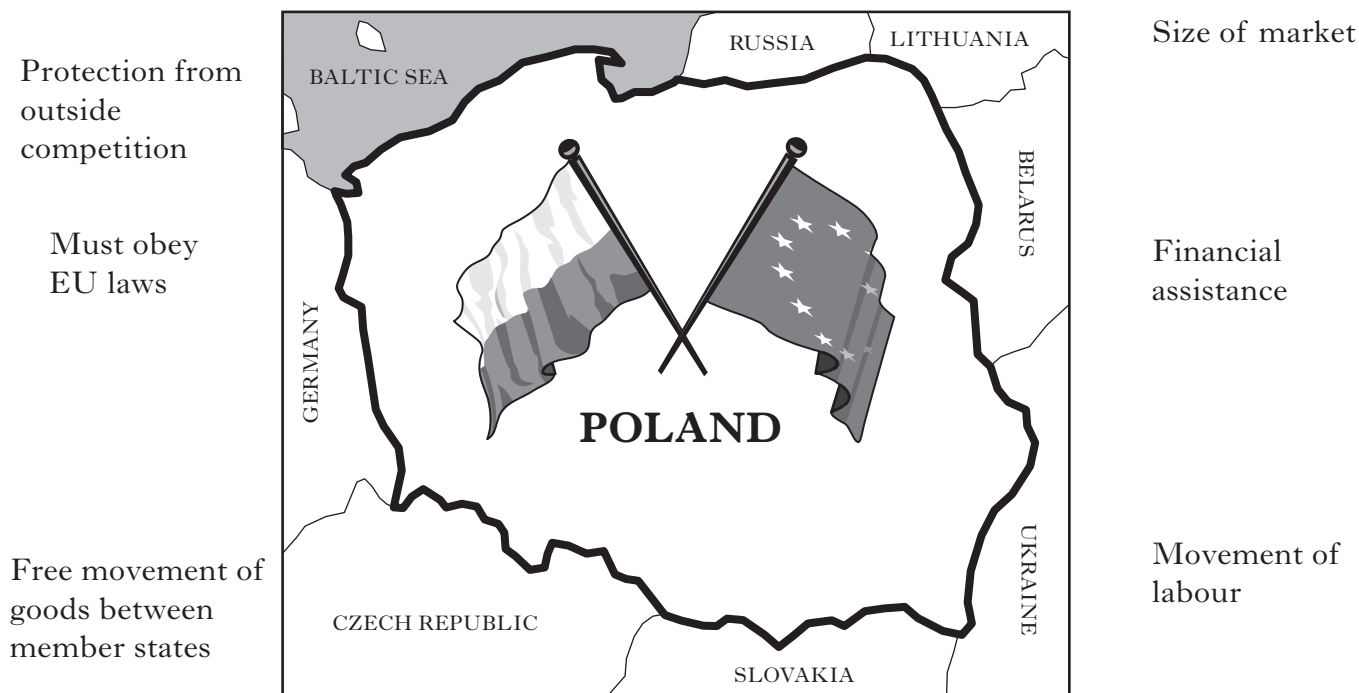 Protection from
outside
competition
Must obey
EU laws
Free movement of
goods between
member states
BALTIC SEA
RUSSIA
LITHUANIA
BELARUS
GERMANY
POLAND
UKRAINE
CZECH REPUBLIC
SLOVAKIA
Size of market
Financial
assistance
Movement of
labour